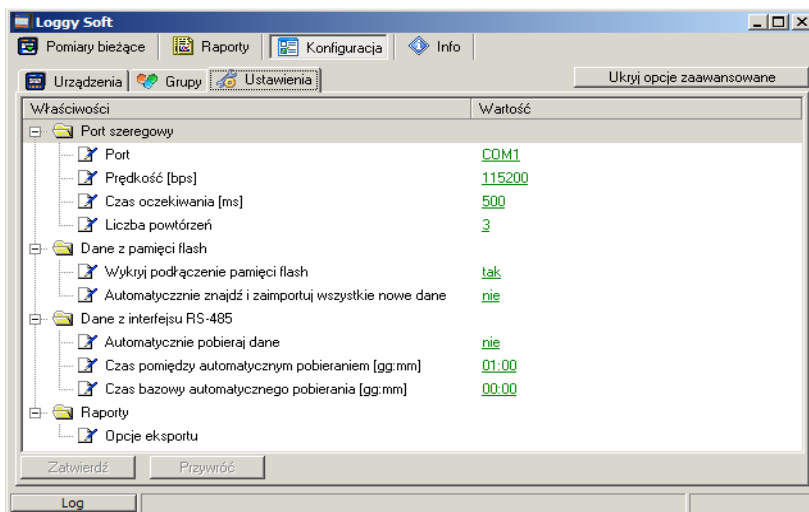 Loggy Soft
Pomiary bieżące Raporty Konfiguracja Info
Urządzenia Grupy Ustawienia Ukryj opcje zaawansowane
Właściwości Wartość
Port szeregowy
Port COM1
Prędkość [bps] 115200
Czas oczekiwania [ms] 500
Liczba powtórzeń 3
Dane z pamięci flash
Wykryj podłączenie pamięci flash tak
Automatycznie znajdź i zaimportuj wszystkie nowe dane nie
Dane z interfejsu RS-485
Automatycznie pobieraj dane nie
Czas pomiędzy automatycznym pobieraniem [gg:mm] 01:00
Czas bazowy automatycznego pobierania [gg:mm] 00:00
Raporty
Opcje eksportu
Zatwierdź Przywróć
Log